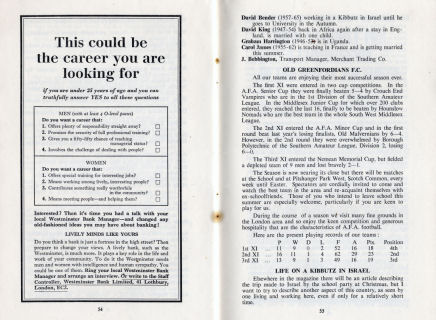 This could be
the career you are
looking for
if you are under 25 years of age and you can
truthfully answer YES to all these questions
MEN (with at least 4 O-level passes)
Do you want a career that:
1. Offers plenty of responsibility straight away?
2. Promises the security of full professional training?
3. Gives you a fifty-fifty chance of reaching
managerial status?
4. Involves the challenge of dealing with people?
WOMEN
Do you want a career that:
1. Offers special training for interesting jobs?
2. Means working among lively, interesting people?
3. Contributes something really worthwhile
in the community?
4. Means meeting people—and helping them?
Interested? Then it's time you had a talk with your
local Westminster Bank Manager—and changed any
old-fashioned ideas you may have about banking!
LIVELY MINDS LIKE YOURS
Do you think a bank is just a fortress in the high street? Then
prepare to change your views. A lively bank, such as the
Westminster, is much more. It plays a key role in the life and
work of your community. To do it the Westminster needs
men and women with intelligence and human sympathy. You
could be one of them. Ring your local Westminster Bank
Manager and arrange an interview. Or write to the Staff
Controller, Westminster Bank Limited, 41 Lothbury,
London, EC2.
54
David Bender (1957-65) working in a Kibbutz in Israel until he
goes to University in the Autumn.
David King (1947-54) back in Africa again after a stay in Eng-
land, is married with one child.
Graham Harrington is in Uganda.
Carol Janes (1955-62) is teaching in France and is getting married
this summer.
J. Bebbington, Transport Manager, Merchant Trading Co.
OLD GREENFORDIANS F.C.
All our teams are enjoying their most successful season ever.
The first XI were entered in two cup competitions. In the
A.F.A. Senior Cup they were finally beaten 5—4 by Crouch End
Vampires who are in the 1st Division of the Southern Amateur
League. In the Middlesex Junior Cup for which over 200 clubs
entered, they reached the last 16, finally to be beaten by Hounslow
Nomads who are the best team in the whole South West Middlesex
League.
The 2nd XI entered the A.F.A. Minor Cup and in the first
round beat last year's losing finalists, Old Malvernians by 6—4.
However, in the 2nd round they were overwhelmed by Borough
Polytechnic of the Southern Amateur League, Division 2, losing
6—0.
The Third XI entered the Nemean Memorial Cup, but fielded
a depleted team of 9 men and lost bravely 2—1.
The Season is now nearing its close but there will be matches
at the School and at Pitshanger Park West, Scotch Common, every
week until Easter. Spectators are cordially invited to come and
watch the best team in the area and re-acquaint themselves with
ex-schoolfriends. Those of you who intend to leave school this
summer are especially welcome, particularly if you are keen to
play for us.
During the course of a season we visit many fine grounds in
the London area and so enjoy the keen competition and generous
hospitality that are the characteristics of A.F.A. football.
Here are the present playing records of our teams:
P W D L F A Pts. Position
1st XI ... 11 9 0 2 52 16 18 4th
2nd XI ... 16 11 1 4 62 29 23 2nd
3rd XI ... 13 9 1 3 49 16 19 3rd
LIFE ON A KIBBUTZ IN ISRAEL
Elsewhere in the magazine there will be an article describing
the trip made to Israel by the school party at Christmas, but I
want to try to describe another aspect of this country, as seen by
one living and working here, even if only for a relatively short
time.
55